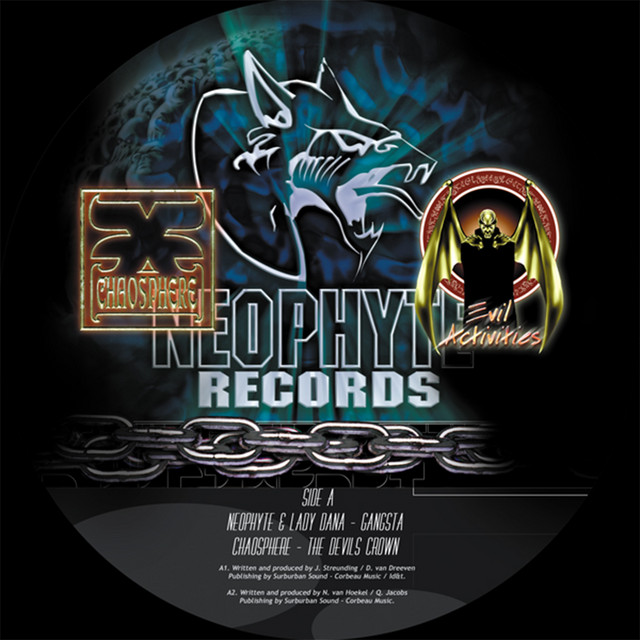 CHAOSPHERE
Evil
Activities
NEOPHYTE
RECORDS
SIDE A
NEOPHYTE & LADY DANA - GANGSTA
CHAOSPHERE - THE DEVILS CROWN
A1. Written and produced by J. Streunding / D. van Dreeven
Publishing by Surburban Sound - Corbeau Music / Id&t.
A2. Written and produced by N. van Hoekel / Q. Jacobs
Publishing by Surburban Sound - Corbeau Music.